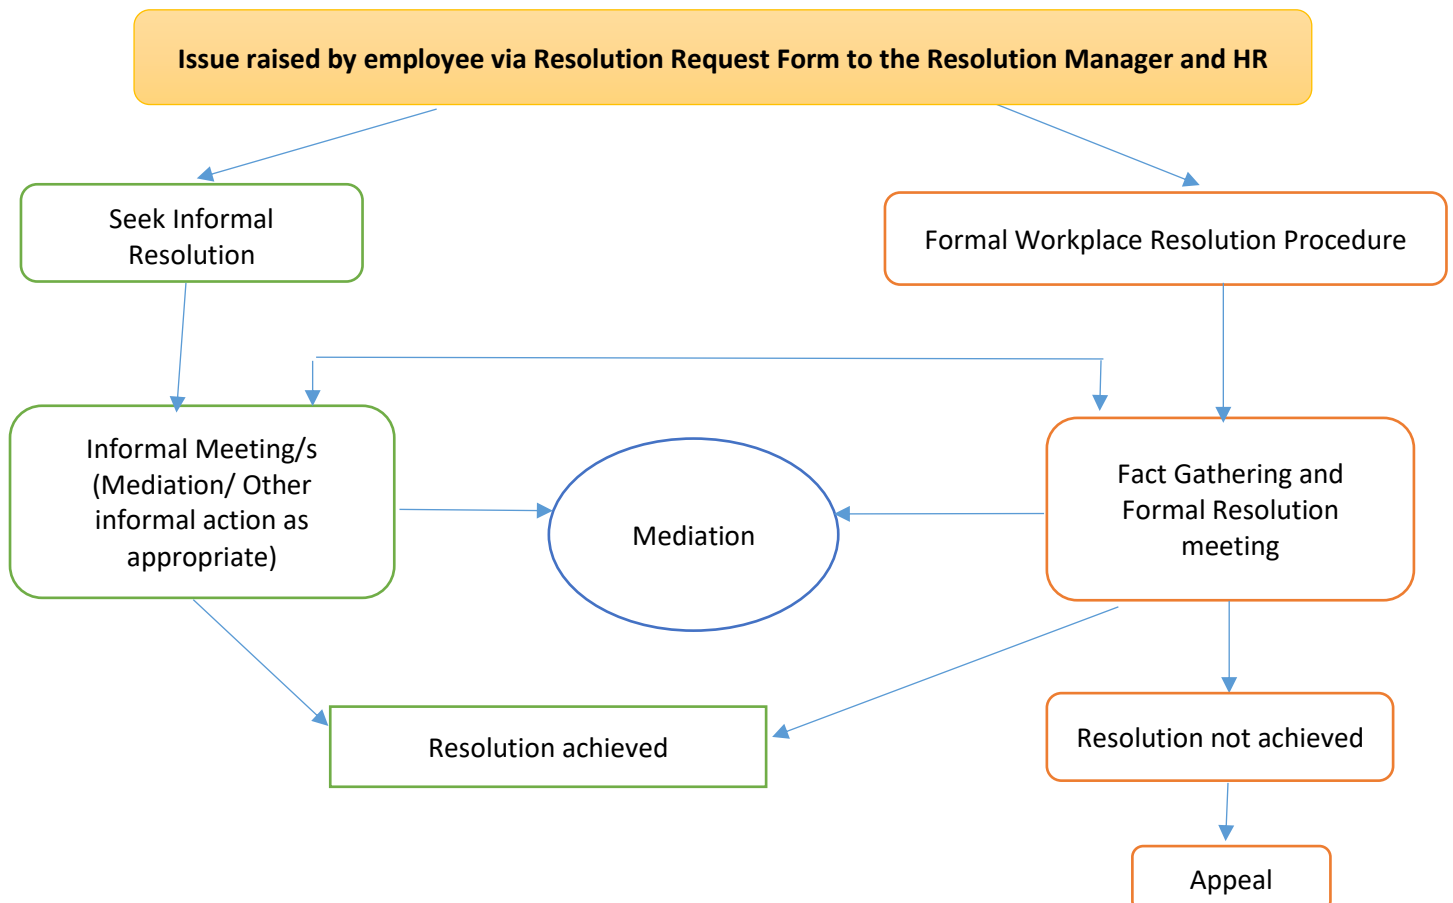 Issue raised by employee via Resolution Request Form to the Resolution Manager and HR
Seek Informal
Resolution
Formal Workplace Resolution Procedure
Informal Meeting/s
(Mediation/ Other
informal action as
appropriate)
Mediation
Fact Gathering and
Formal Resolution
meeting
Resolution achieved
Resolution not achieved
Appeal